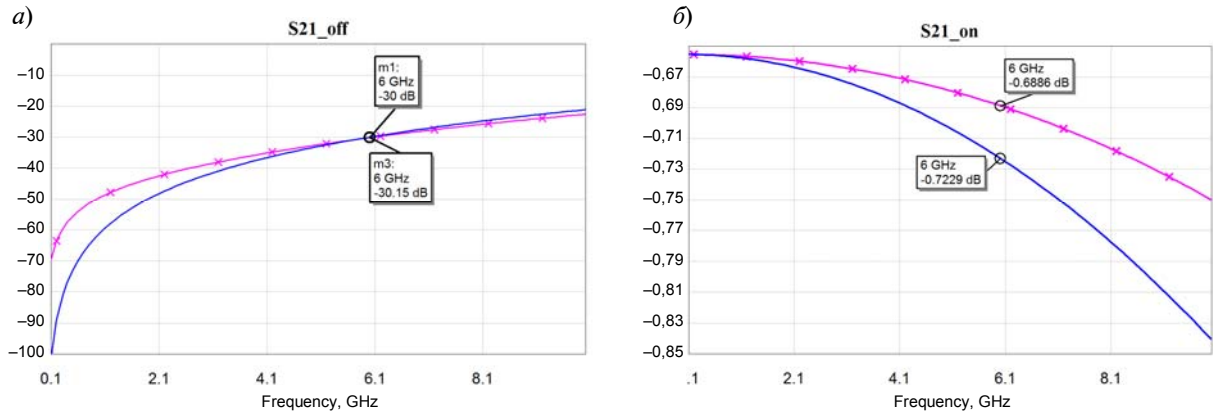 а)
S21_off
–10
–20
–30
–40
–50
–60
–70
–80
–90
–100
m1:
6 GHz
-30 dB
m3:
6 GHz
-30.15 dB
0.1
2.1
4.1
6.1
8.1
Frequency, GHz
б)
S21_on
–0,67
–0,69
–0,71
–0,73
–0,75
–0,77
–0,79
–0,81
–0,83
–0,85
6 GHz
-0.6886 dB
6 GHz
-0.7229 dB
.1
2.1
4.1
6.1
8.1
Frequency, GHz